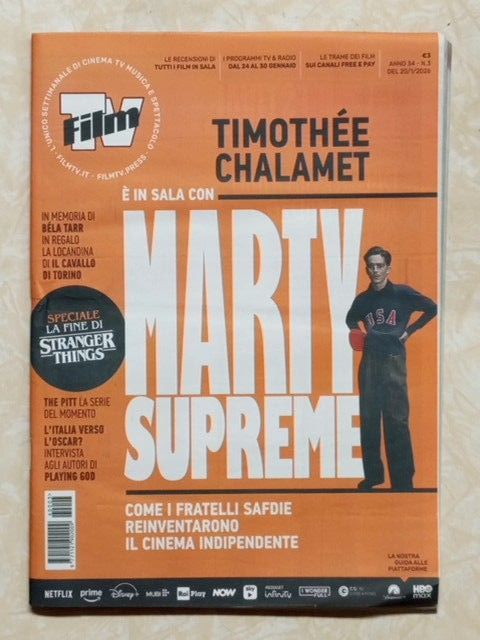 LE RECENSIONI DI
TUTTI I FILM IN SALA
I PROGRAMMI TV & RADIO
DAL 24 AL 30 GENNAIO
LE TRAME DEI FILM
SUI CANALI FREE E PAY
€3
ANNO 34 - N.3
DEL 20/1/2026
L'UNICO SETTIMANALE DI CINEMA TV MUSICA E SPETTACOLO
FILMTV.IT - FILMTV.PRESS
Film
TV
TIMOTHÉE
CHALAMET
È IN SALA CON
MARTY
SUPREME
USA
IN MEMORIA DI
BÉLA TARR
IN REGALO
LA LOCANDINA
DI IL CAVALLO
DI TORINO
SPECIALE
LA FINE DI
STRANGER
THINGS
THE PITT LA SERIE
DEL MOMENTO
L'ITALIA VERSO
L'OSCAR?
INTERVISTA
AGLI AUTORI DI
PLAYING GOD
COME I FRATELLI SAFDIE
REINVENTARONO
IL CINEMA INDIPENDENTE
LA NOSTRA
GUIDA ALLE
PIATTAFORME
NETFLIX prime Disney+ MUBI Rai Play NOW sky MEDIASET infinity I WONDERFULL HBO max